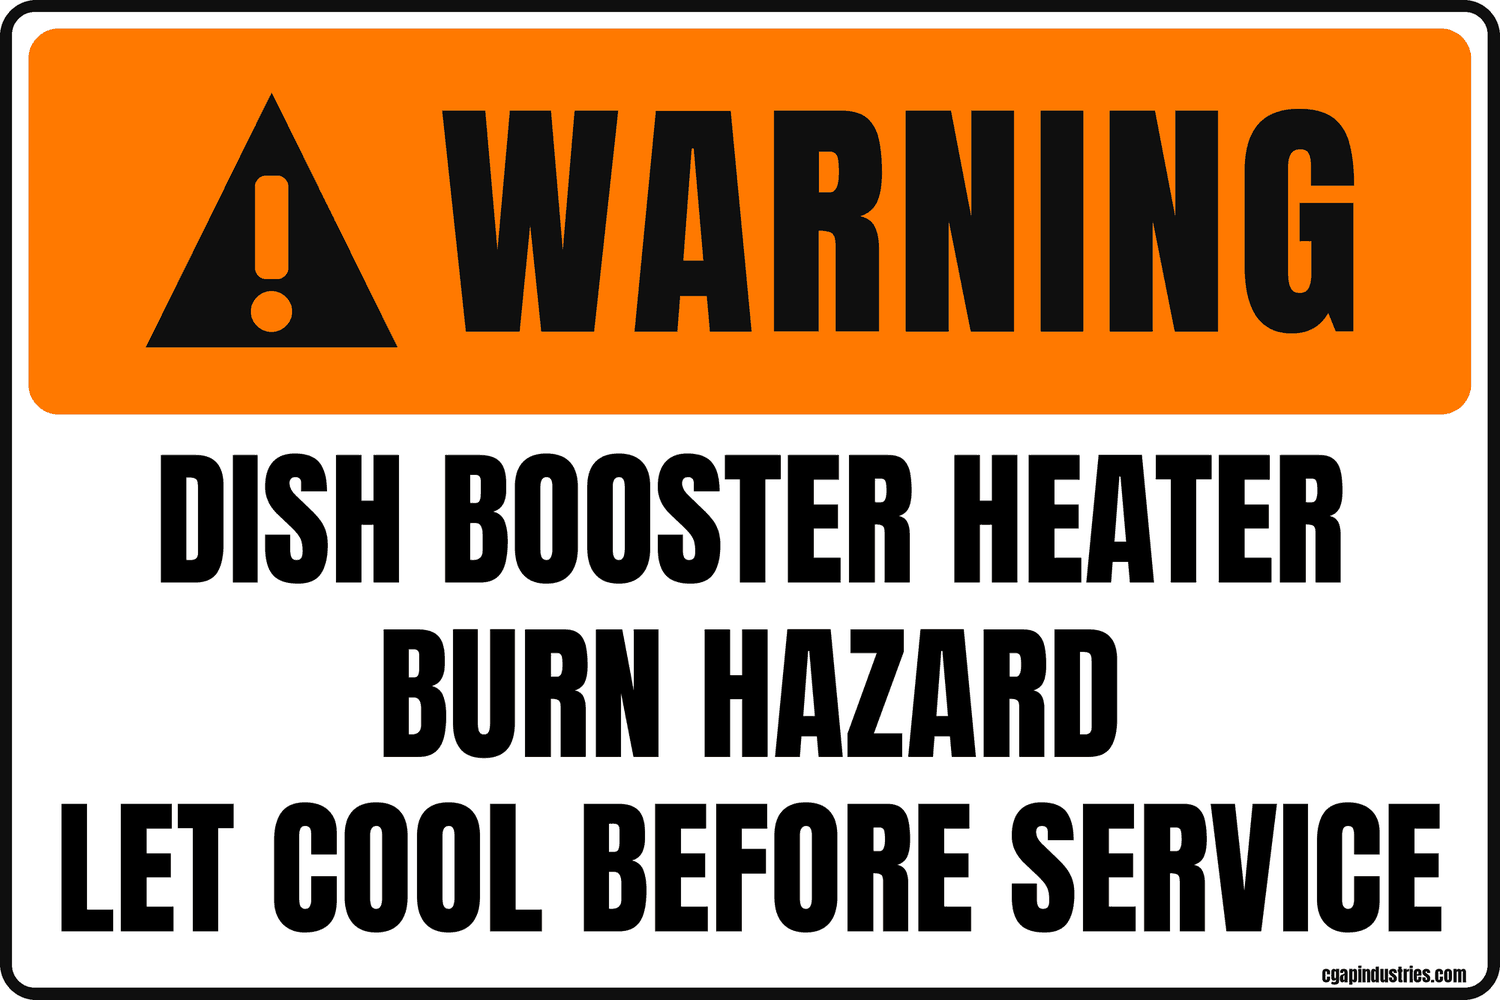 WARNING
DISH BOOSTER HEATER
BURN HAZARD
LET COOL BEFORE SERVICE
cgapindustries.com